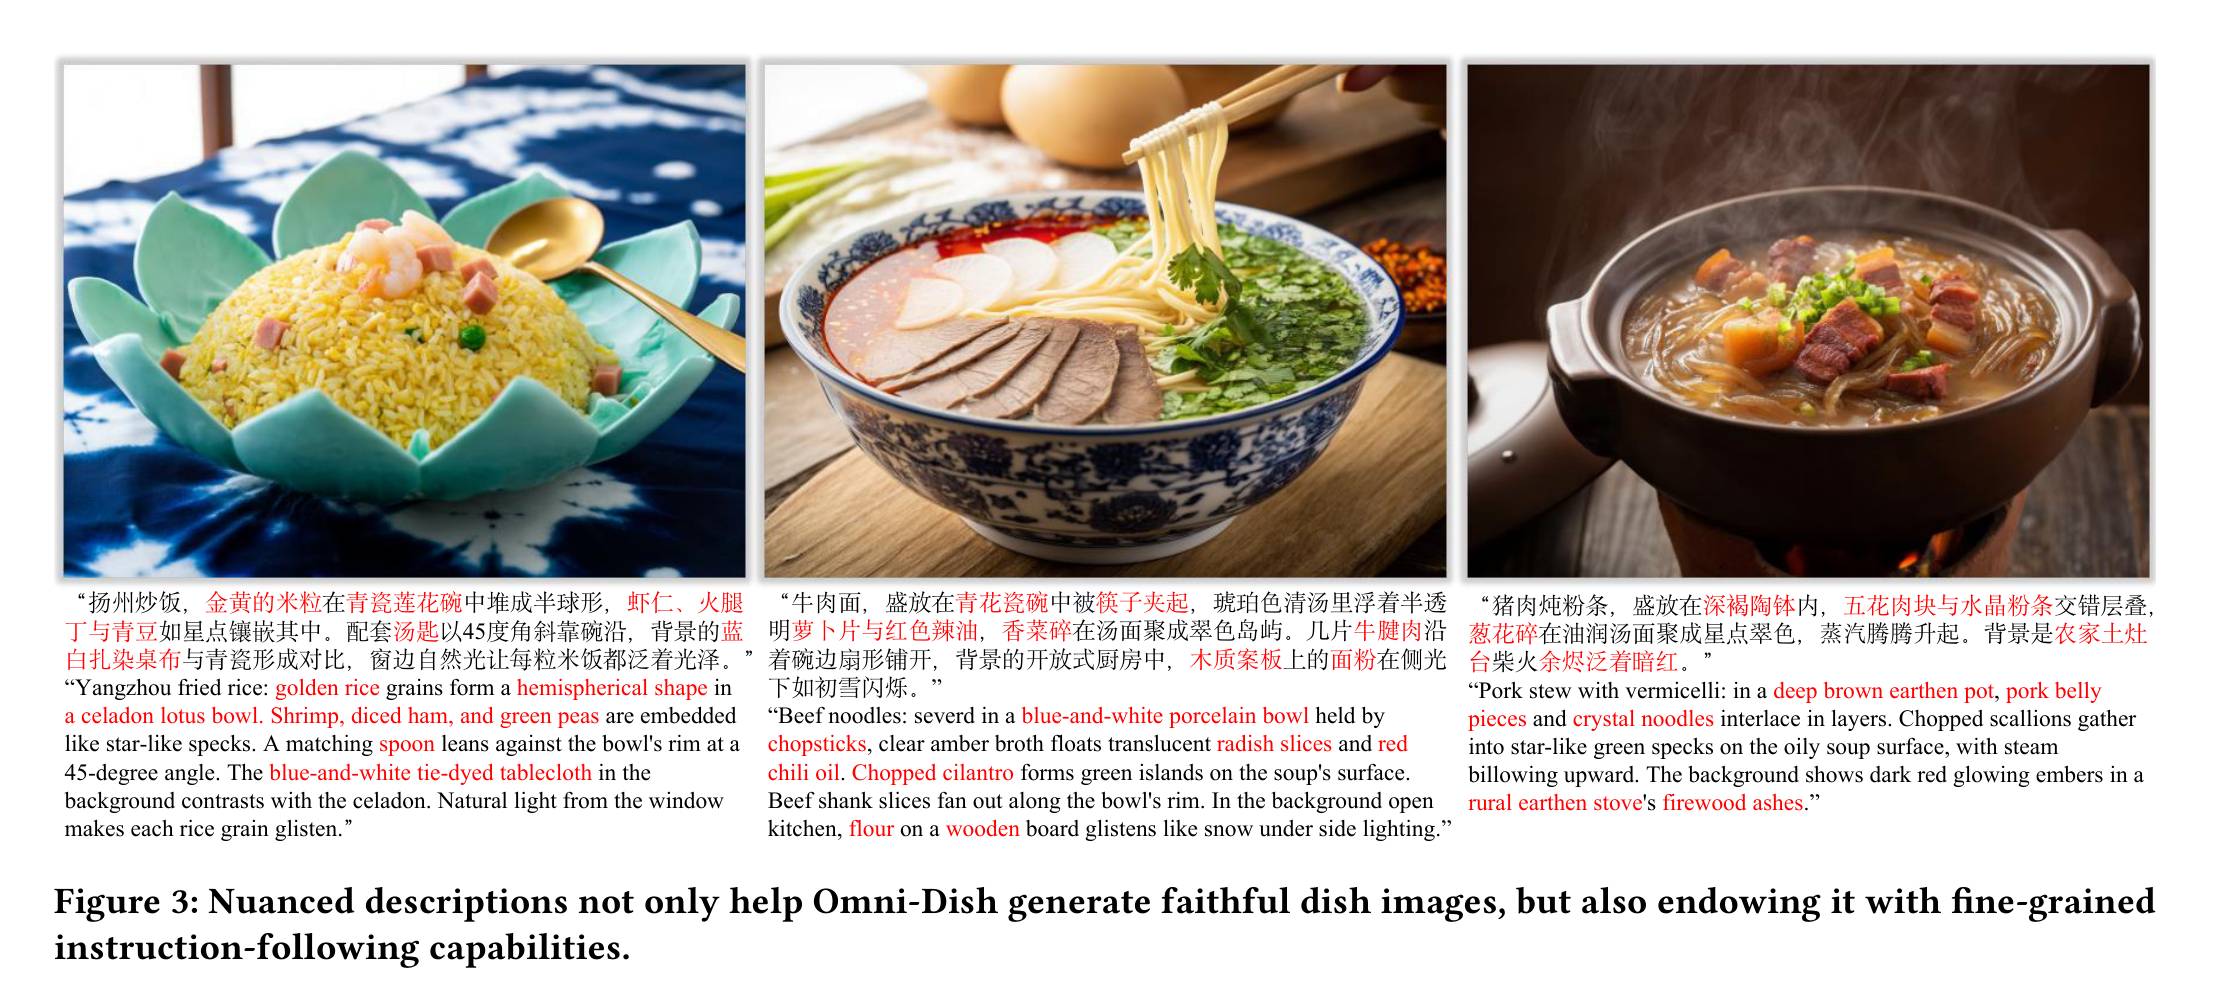 “扬州炒饭，金黄的米粒在青瓷莲花碗中堆成半球形，虾仁、火腿
丁与青豆如星点镶嵌其中。配套汤匙以45度角斜靠碗沿，背景的蓝
白扎染桌布与青瓷形成对比，窗边自然光让每粒米饭都泛着光泽。”
“Yangzhou fried rice: golden rice grains form a hemispherical shape in
a celadon lotus bowl. Shrimp, diced ham, and green peas are embedded
like star-like specks. A matching spoon leans against the bowl's rim at a
45-degree angle. The blue-and-white tie-dyed tablecloth in the
background contrasts with the celadon. Natural light from the window
makes each rice grain glisten.”
“牛肉面，盛放在青花瓷碗中被筷子夹起，琥珀色清汤里浮着半透
明萝卜片与红色辣油，香菜碎在汤面聚成翠色岛屿。几片牛腱肉沿
着碗边扇形铺开，背景的开放式厨房中，木质案板上的面粉在侧光
下如初雪闪烁。”
“Beef noodles: severd in a blue-and-white porcelain bowl held by
chopsticks, clear amber broth floats translucent radish slices and red
chili oil. Chopped cilantro forms green islands on the soup's surface.
Beef shank slices fan out along the bowl's rim. In the background open
kitchen, flour on a wooden board glistens like snow under side lighting.”
“猪肉炖粉条，盛放在深褐陶钵内，五花肉块与水晶粉条交错层叠，
葱花碎在油润汤面聚成星点翠色，蒸汽腾腾升起。背景是农家土灶
台柴火余烬泛着暗红。”
“Pork stew with vermicelli: in a deep brown earthen pot, pork belly
pieces and crystal noodles interlace in layers. Chopped scallions gather
into star-like green specks on the oily soup surface, with steam
billowing upward. The background shows dark red glowing embers in a
rural earthen stove's firewood ashes.”
Figure 3: Nuanced descriptions not only help Omni-Dish generate faithful dish images, but also endowing it with fine-grained
instruction-following capabilities.